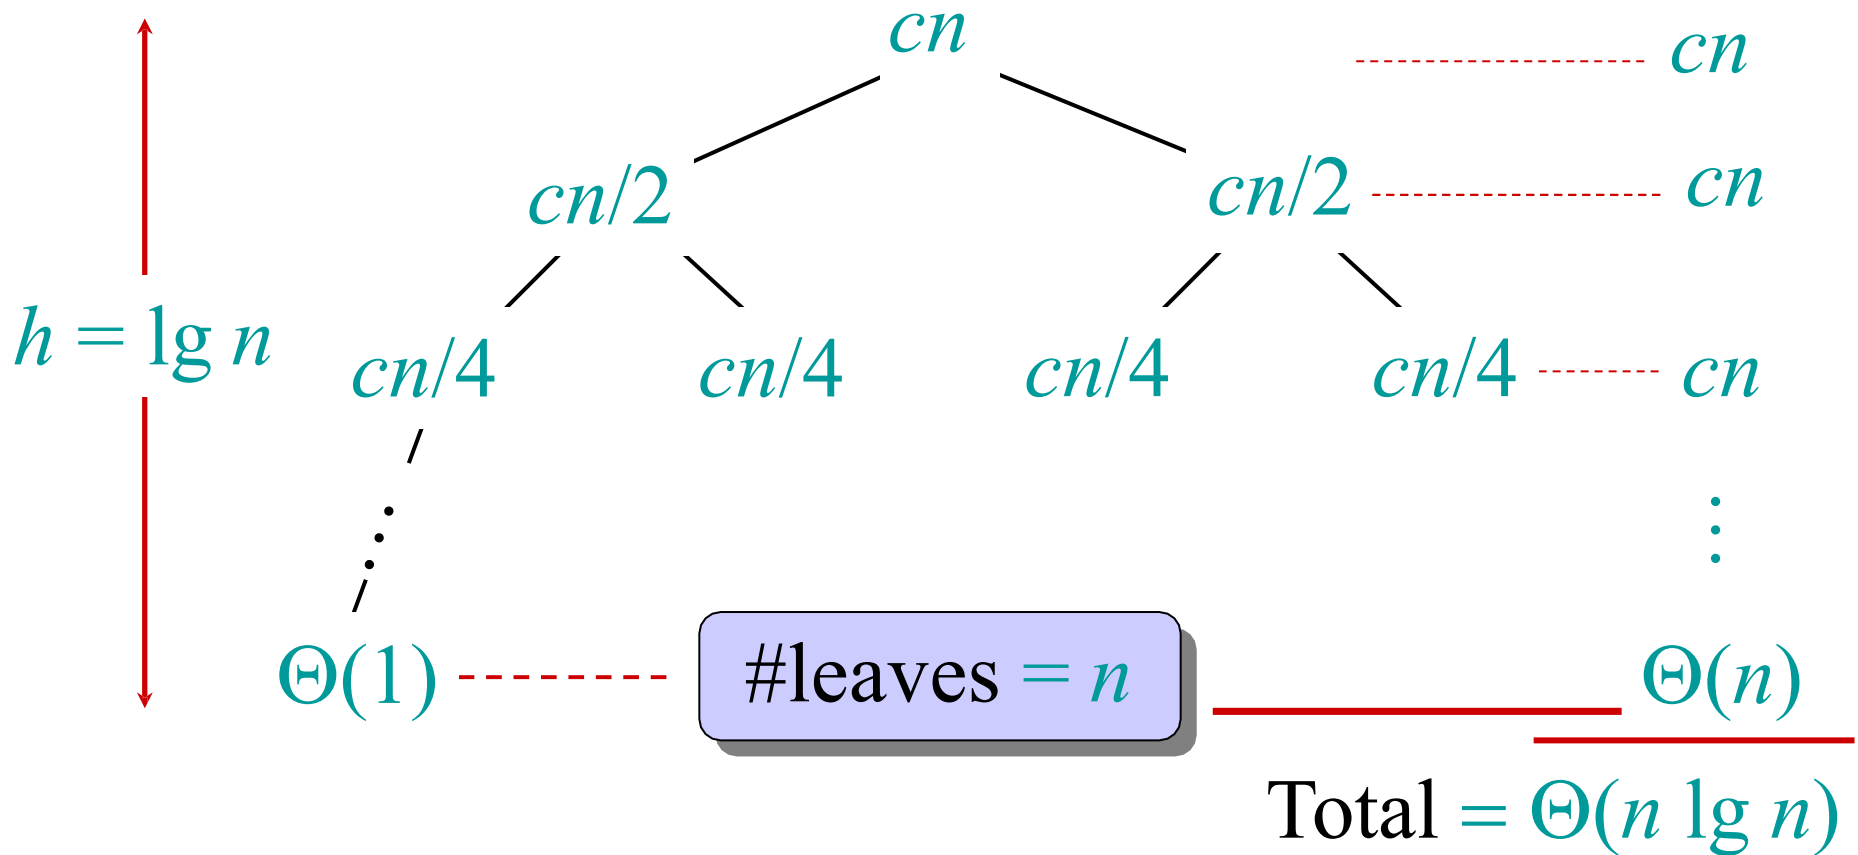 cn cn
cn/2 cn/2 cn
h = lg n
cn/4 cn/4 cn/4 cn/4 cn
Θ(1) #leaves = n Θ(n)
Total = Θ(n lg n)